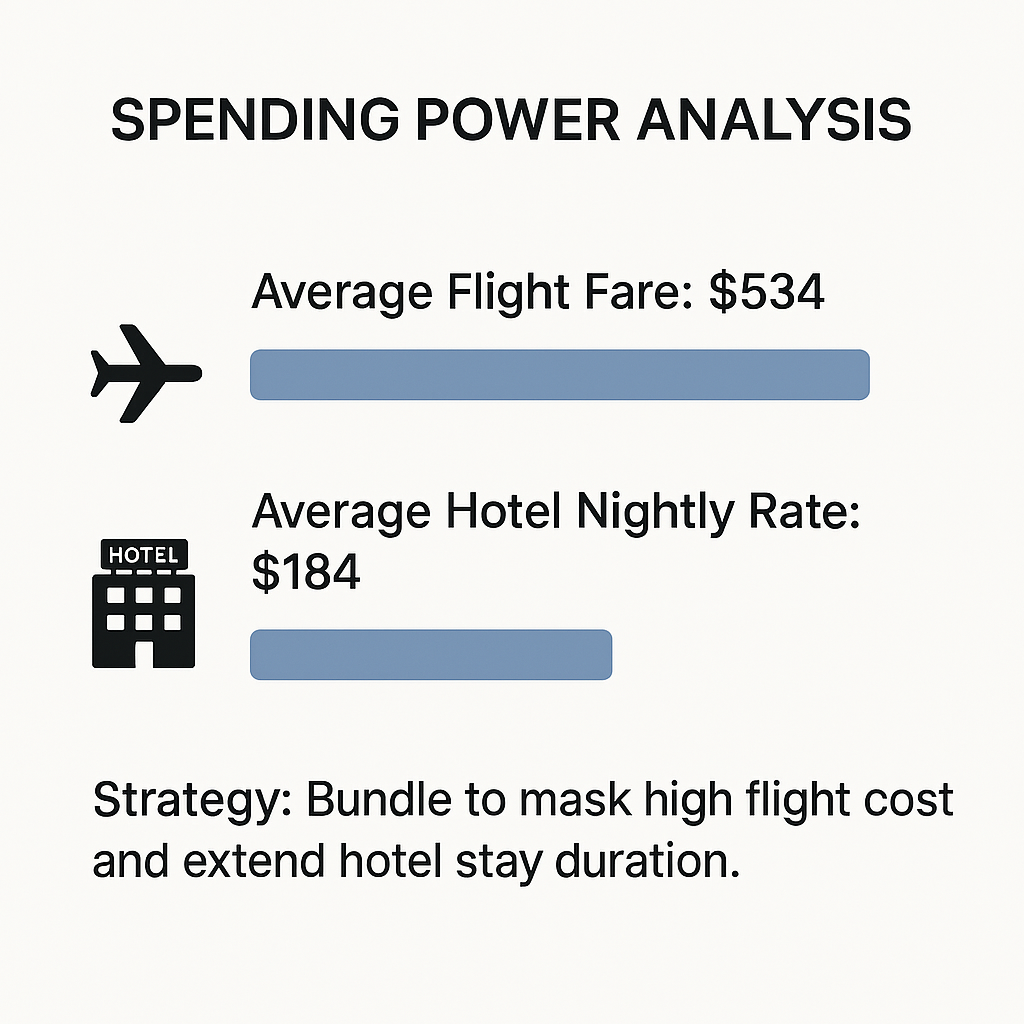 SPENDING POWER ANALYSIS
Average Flight Fare: $534
Average Hotel Nightly Rate:
$184
HOTEL
Strategy: Bundle to mask high flight cost
and extend hotel stay duration.